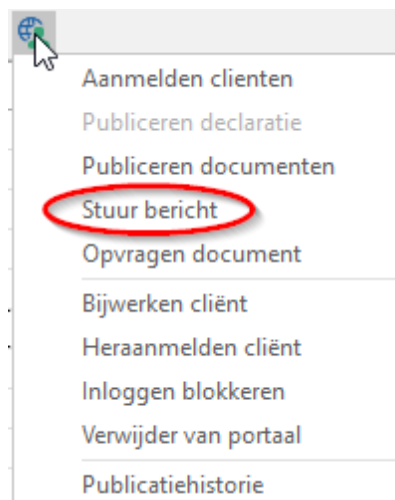 Aanmelden clienten
Publiceren declaratie
Publiceren documenten
Stuur bericht
Opvragen document
Bijwerken cliënt
Heraanmelden cliënt
Inloggen blokkeren
Verwijder van portaal
Publicatiehistorie